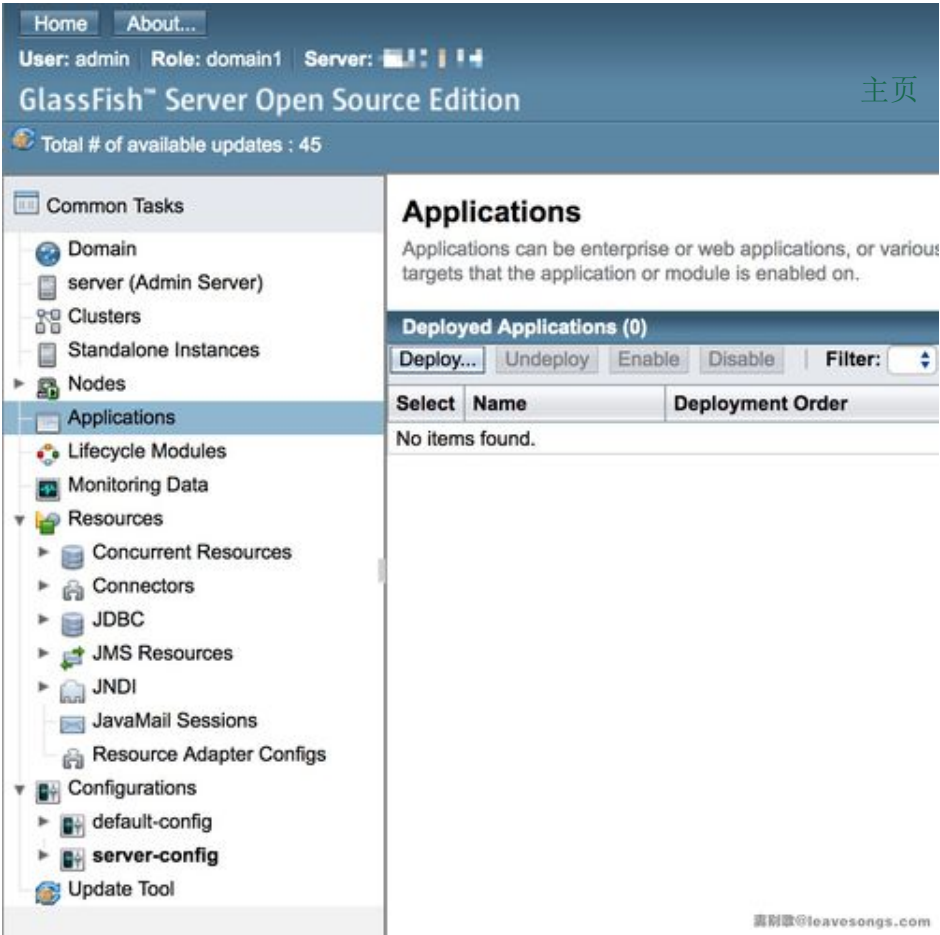 Home About...
User: admin Role: domain1 Server:
GlassFish™ Server Open Source Edition
主页
Total # of available updates : 45
Common Tasks
Domain
server (Admin Server)
Clusters
Standalone Instances
Nodes
Applications
Lifecycle Modules
Monitoring Data
Resources
Concurrent Resources
Connectors
JDBC
JMS Resources
JNDI
JavaMail Sessions
Resource Adapter Configs
Configurations
default-config
server-config
Update Tool
Applications
Applications can be enterprise or web applications, or various
targets that the application or module is enabled on.
Deployed Applications (0)
Deploy... Undeploy Enable Disable Filter:
Select Name Deployment Order
No items found.
@leavesongs.com